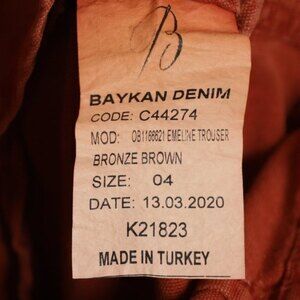 B
BAYKAN DENIM
CODE: C44274
MOD: OB1186621 EMELINE TROUSER
BRONZE BROWN
SIZE: 04
DATE: 13.03.2020
K21823
MADE IN TURKEY